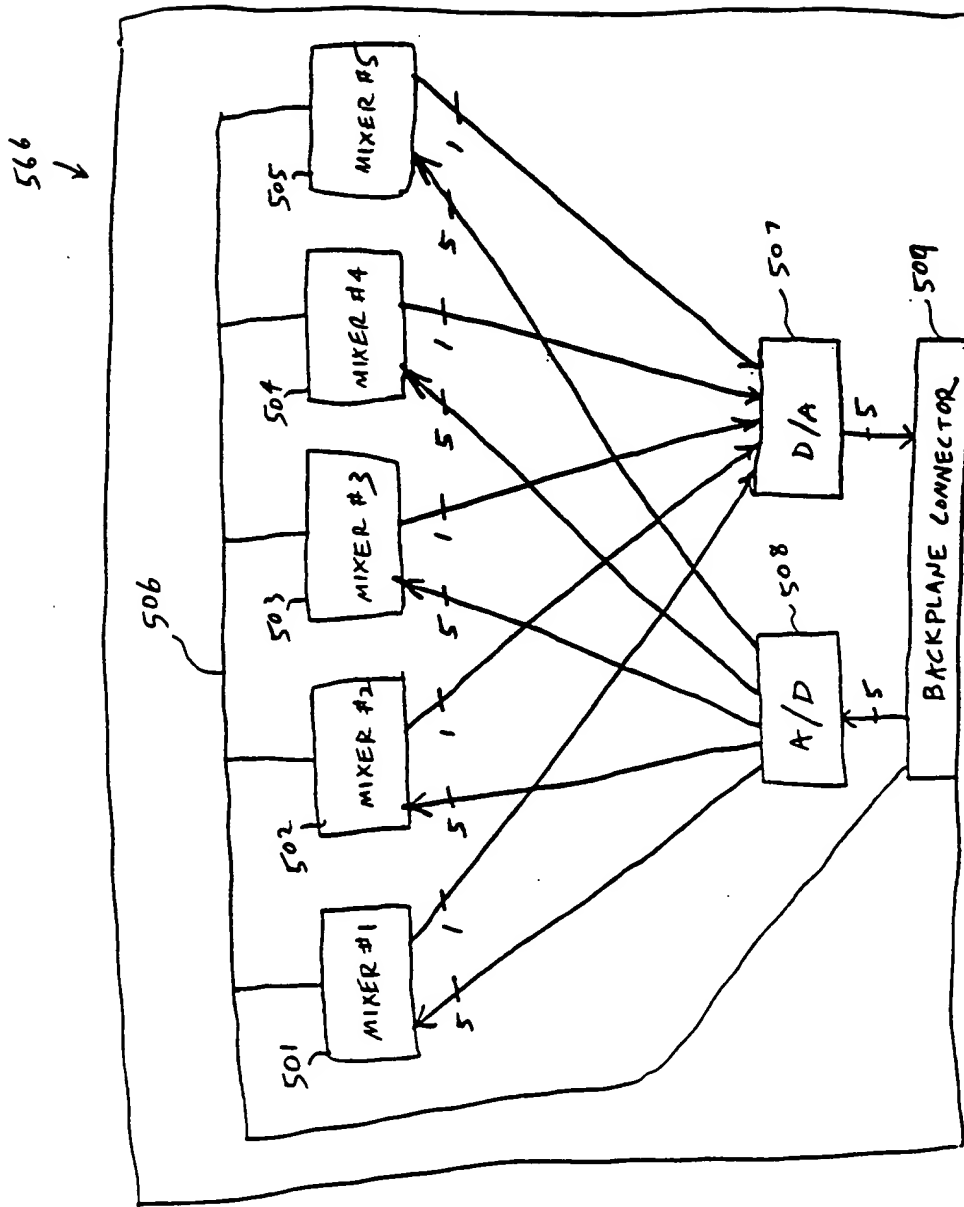 566
506
501
MIXER #1
502
MIXER #2
503
MIXER #3
504
MIXER #4
505
MIXER #5
5
1
5
1
5
1
5
1
5
1
A/D
508
D/A
507
5
5
BACKPLANE CONNECTOR
509